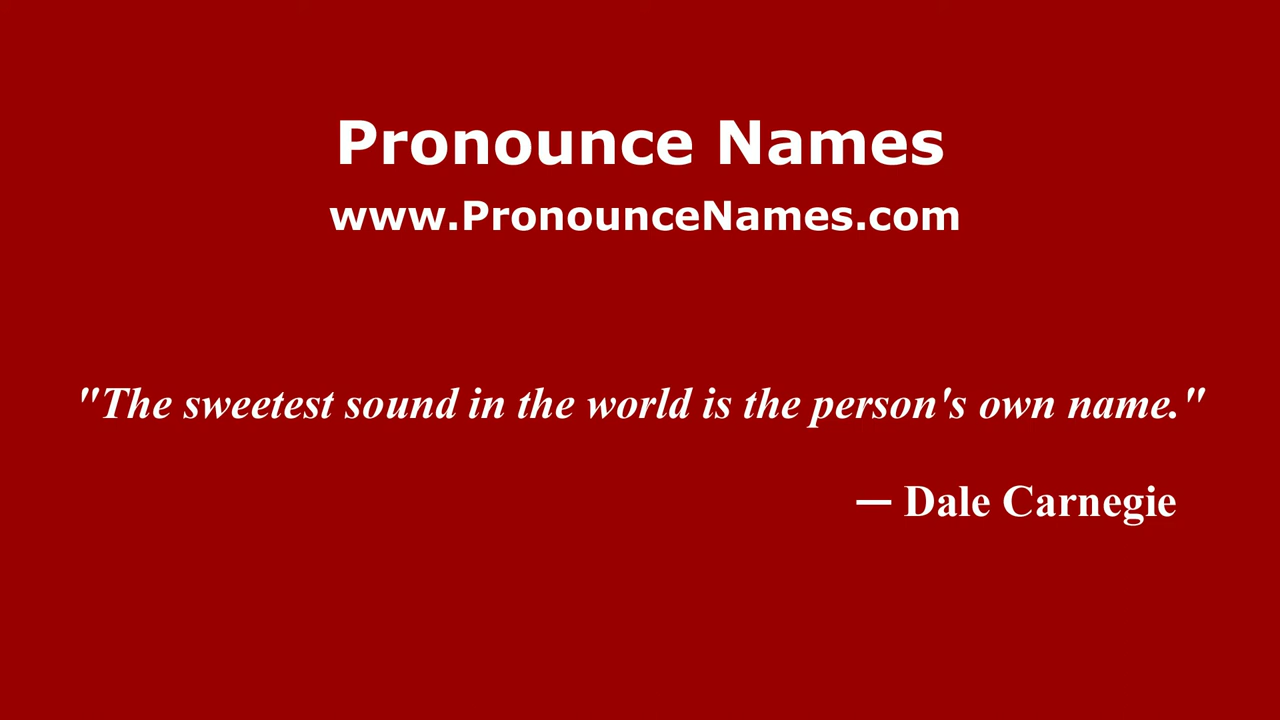 Pronounce Names
www.PronounceNames.com
"The sweetest sound in the world is the person's own name."
— Dale Carnegie